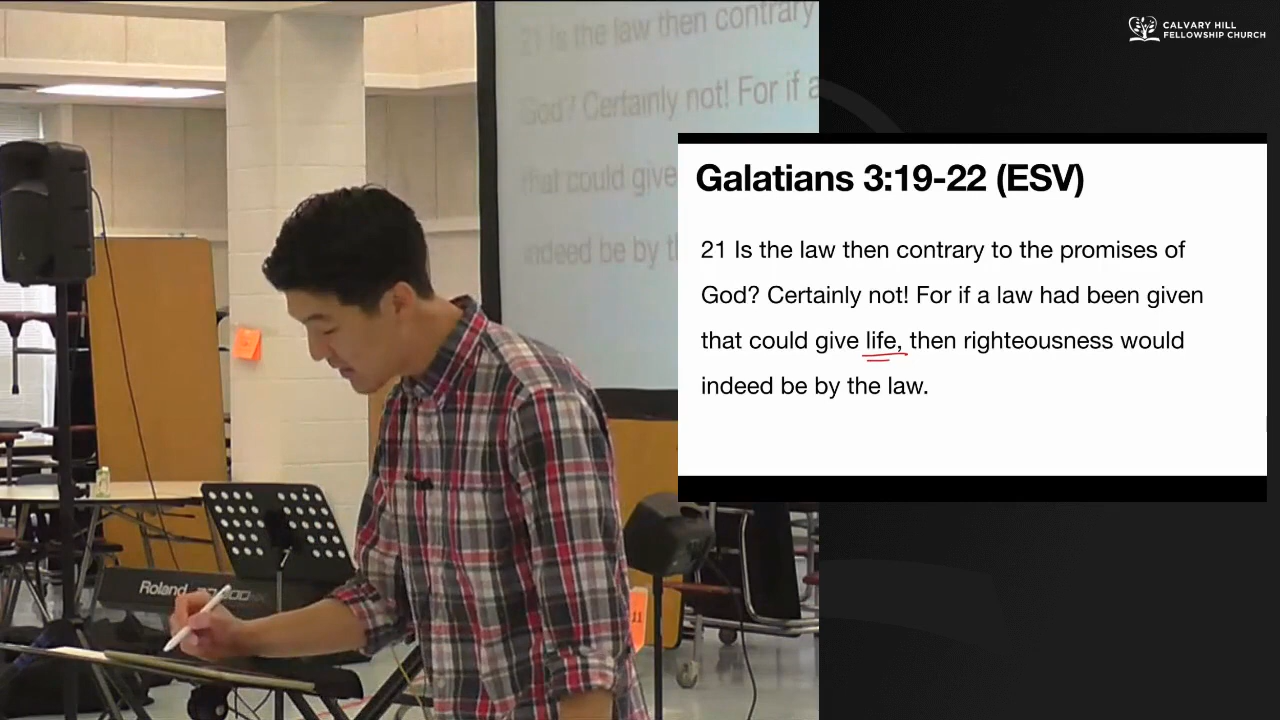 CALVARY HILL
FELLOWSHIP CHURCH
21 Is the law then contrary
God? Certainly not! For if a
that could give
indeed be by th
Galatians 3:19-22 (ESV)
21 Is the law then contrary to the promises of
God? Certainly not! For if a law had been given
that could give life, then righteousness would
indeed be by the law.
Roland
11